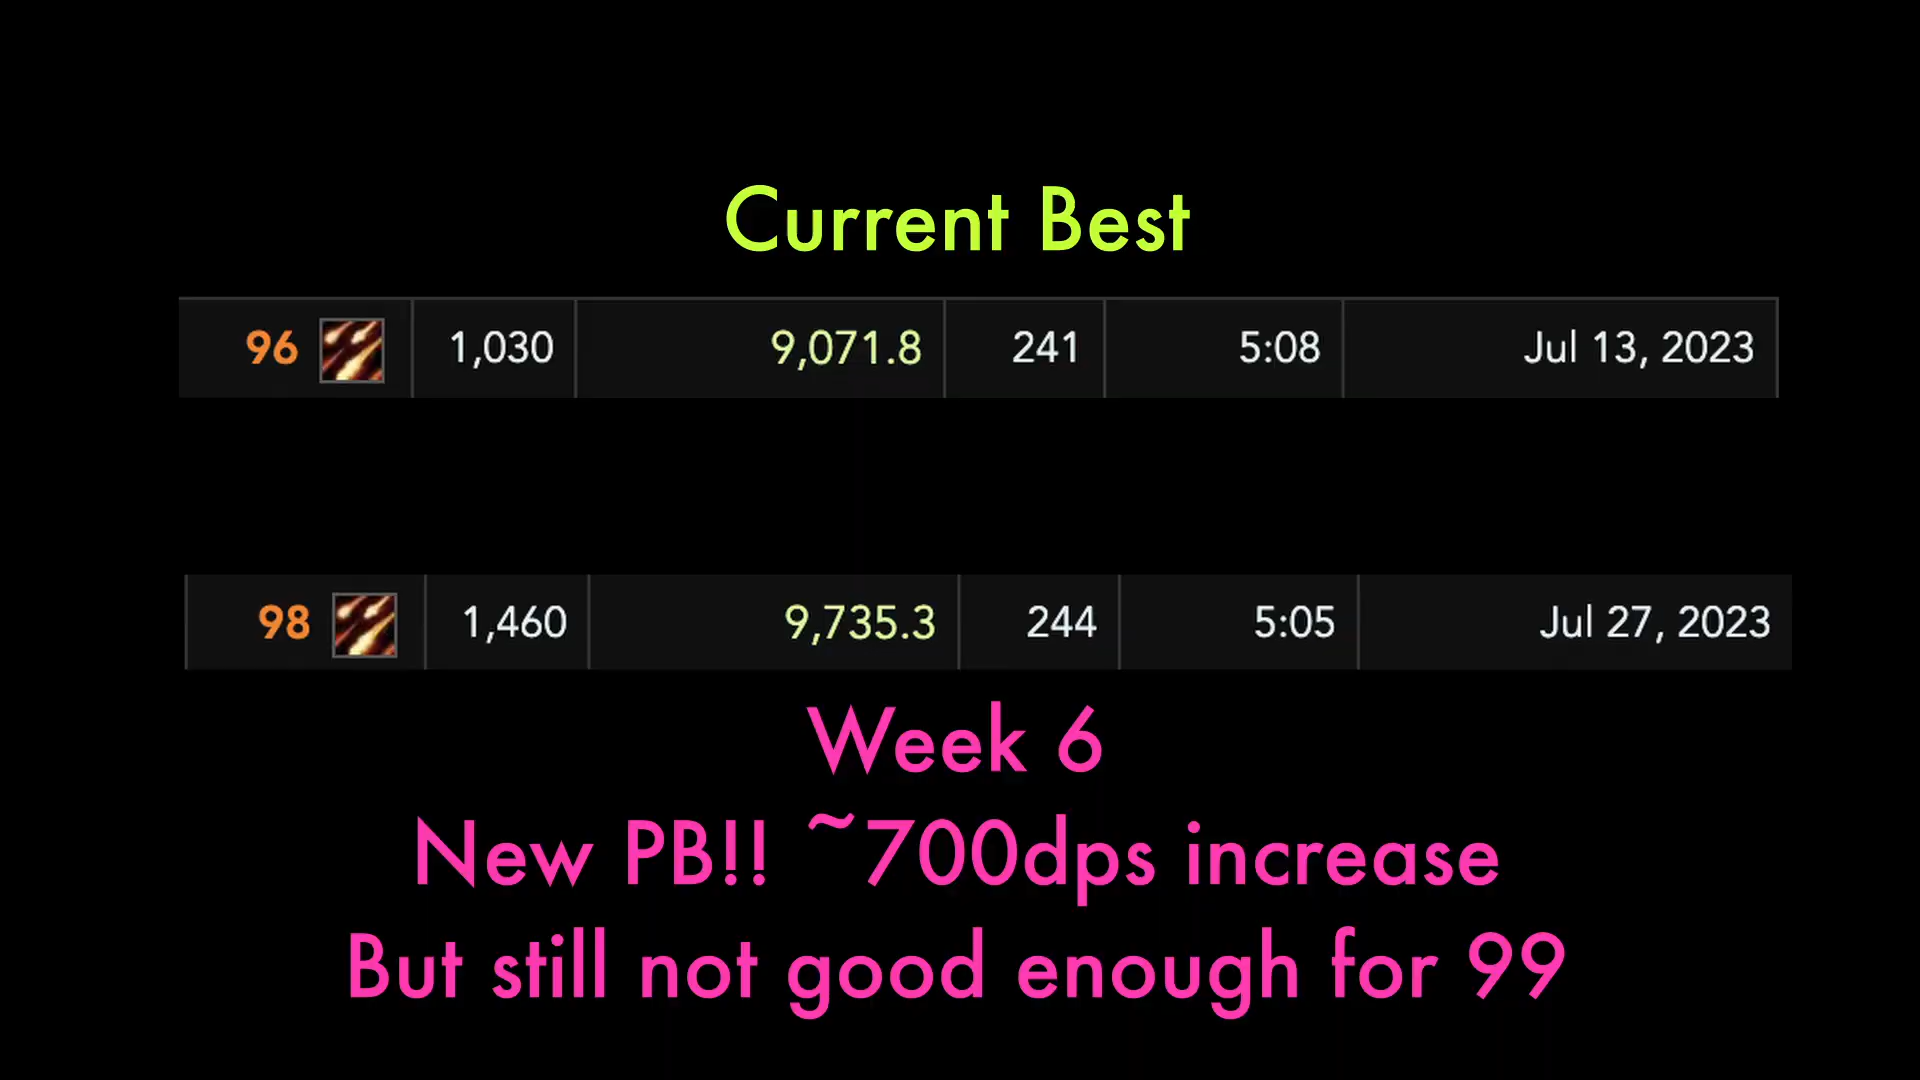 Current Best
96 1,030 9,071.8 241 5:08 Jul 13, 2023
98 1,460 9,735.3 244 5:05 Jul 27, 2023
Week 6
New PB!! ~700dps increase
But still not good enough for 99